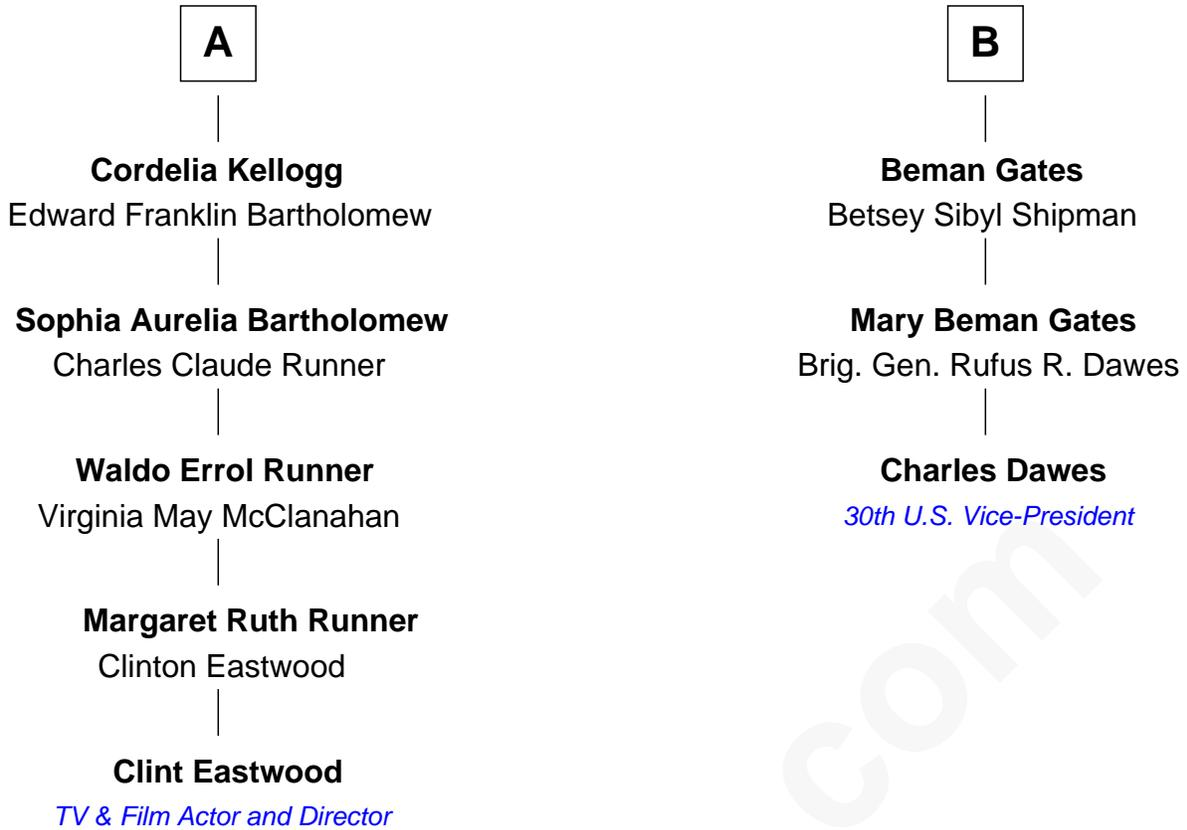 A
Cordelia Kellogg
Edward Franklin Bartholomew
Sophia Aurelia Bartholomew
Charles Claude Runner
Waldo Errol Runner
Virginia May McClanahan
Margaret Ruth Runner
Clinton Eastwood
Clint Eastwood
TV & Film Actor and Director
B
Beman Gates
Betsey Sibyl Shipman
Mary Beman Gates
Brig. Gen. Rufus R. Dawes
Charles Dawes
30th U.S. Vice-President
com